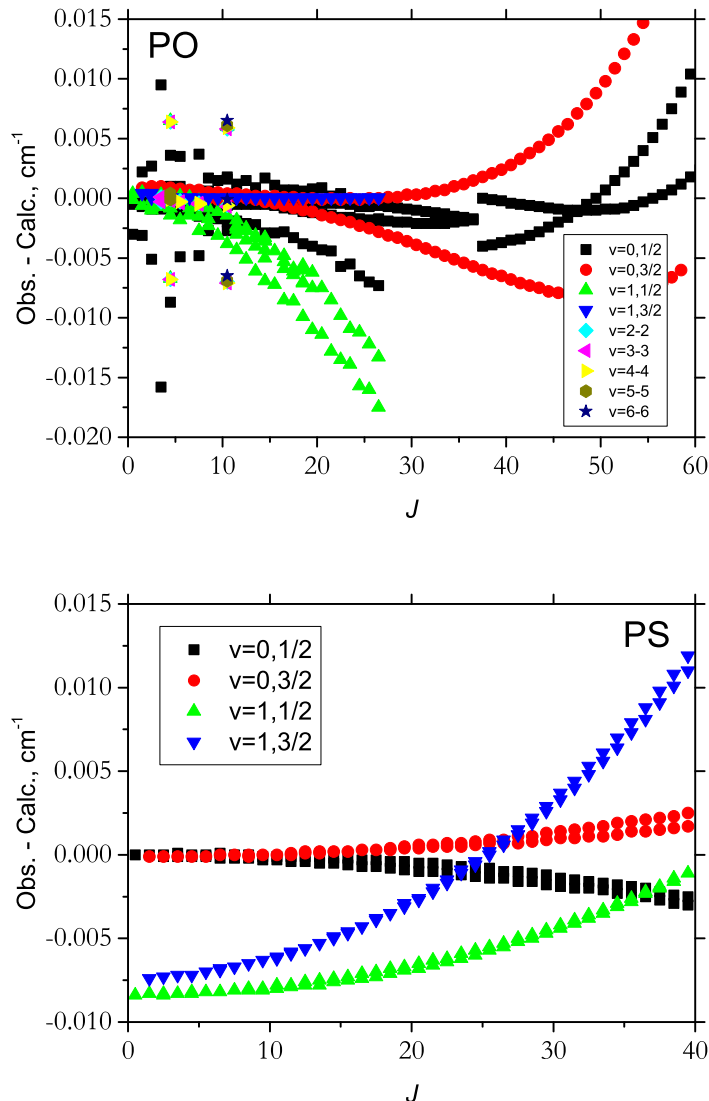 PO
0.015
0.010
0.005
0.000
-0.005
-0.010
-0.015
-0.020
Obs. - Calc., cm⁻¹
v=0,1/2
v=0,3/2
v=1,1/2
v=1,3/2
v=2-2
v=3-3
v=4-4
v=5-5
v=6-6
0 10 20 30 40 50 60
J
PS
0.015
0.010
0.005
0.000
-0.005
-0.010
Obs. - Calc., cm⁻¹
v=0,1/2
v=0,3/2
v=1,1/2
v=1,3/2
0 10 20 30 40
J